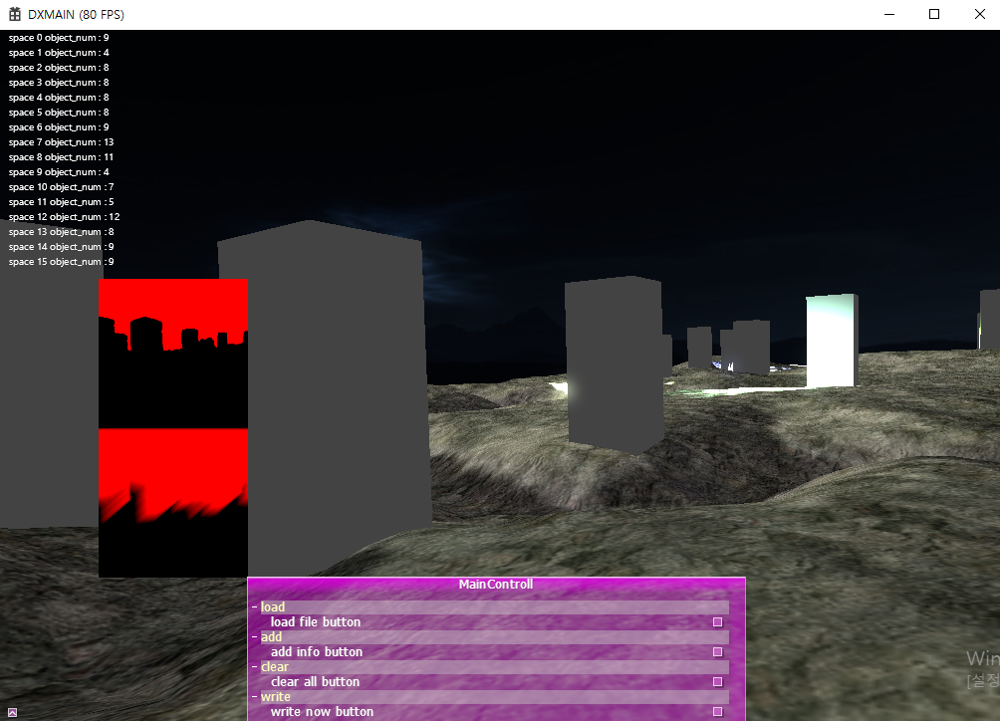 DXMAIN (80 FPS)
space 0 object_num : 9
space 1 object_num : 4
space 2 object_num : 8
space 3 object_num : 8
space 4 object_num : 8
space 5 object_num : 8
space 6 object_num : 9
space 7 object_num : 13
space 8 object_num : 11
space 9 object_num : 4
space 10 object_num : 7
space 11 object_num : 5
space 12 object_num : 12
space 13 object_num : 8
space 14 object_num : 9
space 15 object_num : 9
MainControll
load
load file button
add
add info button
clear
clear all button
write
write now button
Win
[설정